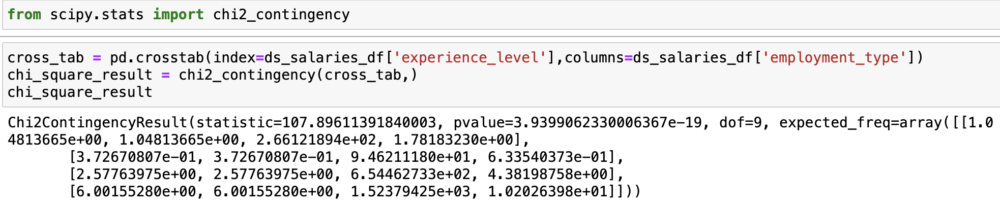 from scipy.stats import chi2_contingency
cross_tab = pd.crosstab(index=ds_salaries_df['experience_level'],columns=ds_salaries_df['employment_type'])
chi_square_result = chi2_contingency(cross_tab,)
chi_square_result
Chi2ContingencyResult(statistic=107.89611391840003, pvalue=3.9399062330006367e-19, dof=9, expected_freq=array([[1.0
4813665e+00, 1.04813665e+00, 2.66121894e+02, 1.78183230e+00],
[3.72670807e-01, 3.72670807e-01, 9.46211180e+01, 6.33540373e-01],
[2.57763975e+00, 2.57763975e+00, 6.54462733e+02, 4.38198758e+00],
[6.00155280e+00, 6.00155280e+00, 1.52379425e+03, 1.02026398e+01]]))